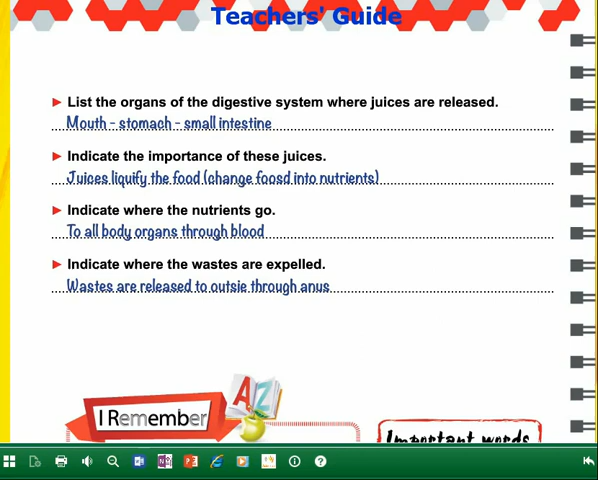 Teachers' Guide
► List the organs of the digestive system where juices are released.
Mouth - stomach - small intestine
► Indicate the importance of these juices.
Juices liquify the food (change foosd into nutrients)
► Indicate where the nutrients go.
To all body organs through blood
► Indicate where the wastes are expelled.
Wastes are released to outsie through anus
A Z
I Remember
Important words